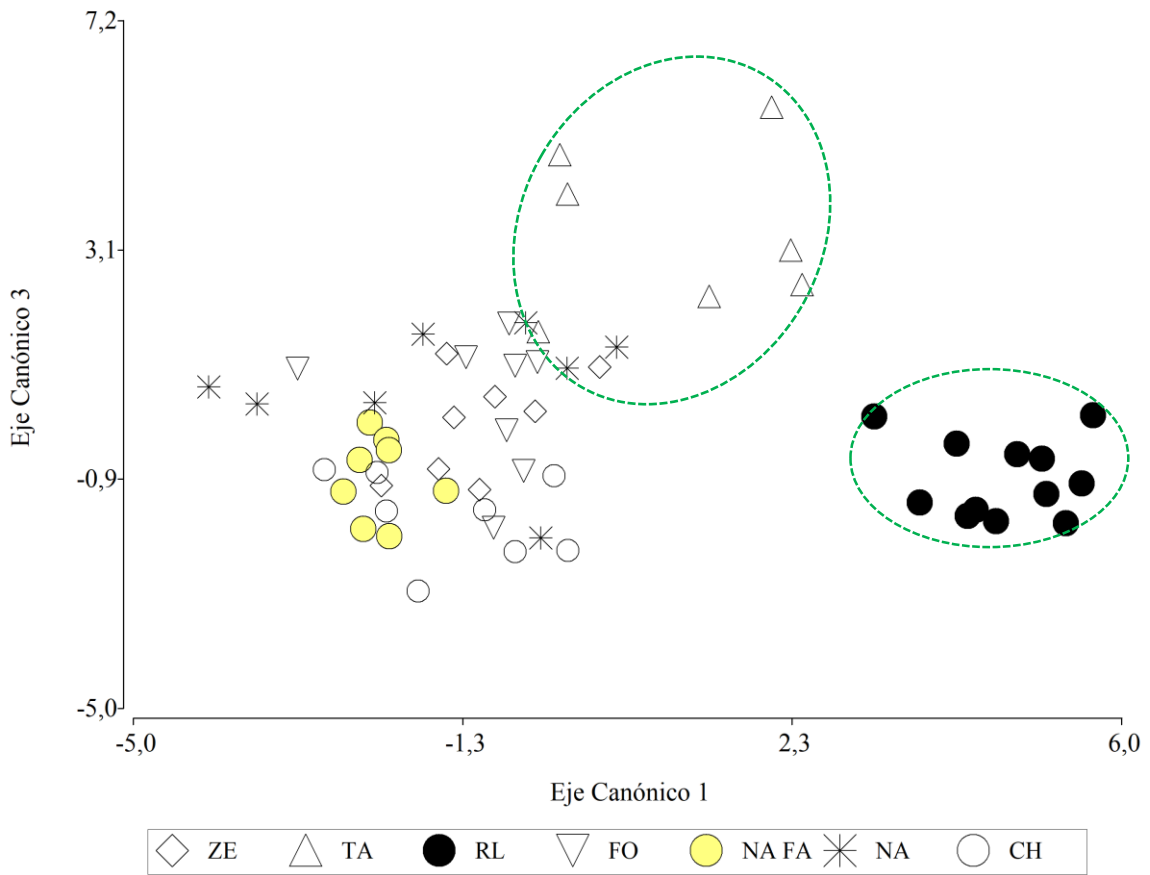 7,2
3,1
-0,9
-5,0
Eje Canónico 3
-5,0 -1,3 2,3 6,0
Eje Canónico 1
ZE TA RL FO NA FA NA CH